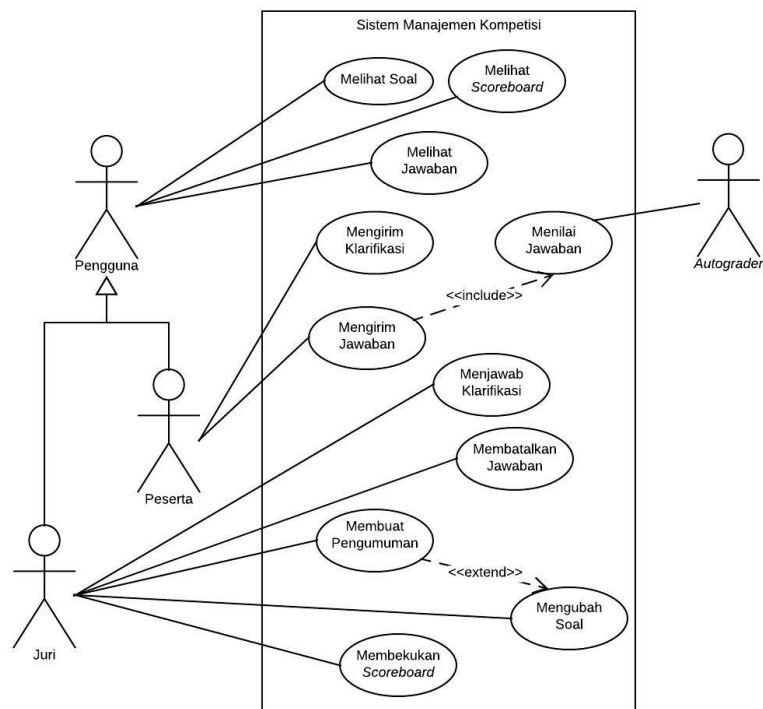 Sistem Manajemen Kompetisi
Melihat Soal
Melihat
Scoreboard
Melihat
Jawaban
Pengguna
Mengirim
Klarifikasi
Menilai
Jawaban
Autograder
<<include>>
Mengirim
Jawaban
Menjawab
Klarifikasi
Peserta
Membatalkan
Jawaban
Membuat
Pengumuman
<<extend>>
Mengubah
Soal
Juri
Membekukan
Scoreboard